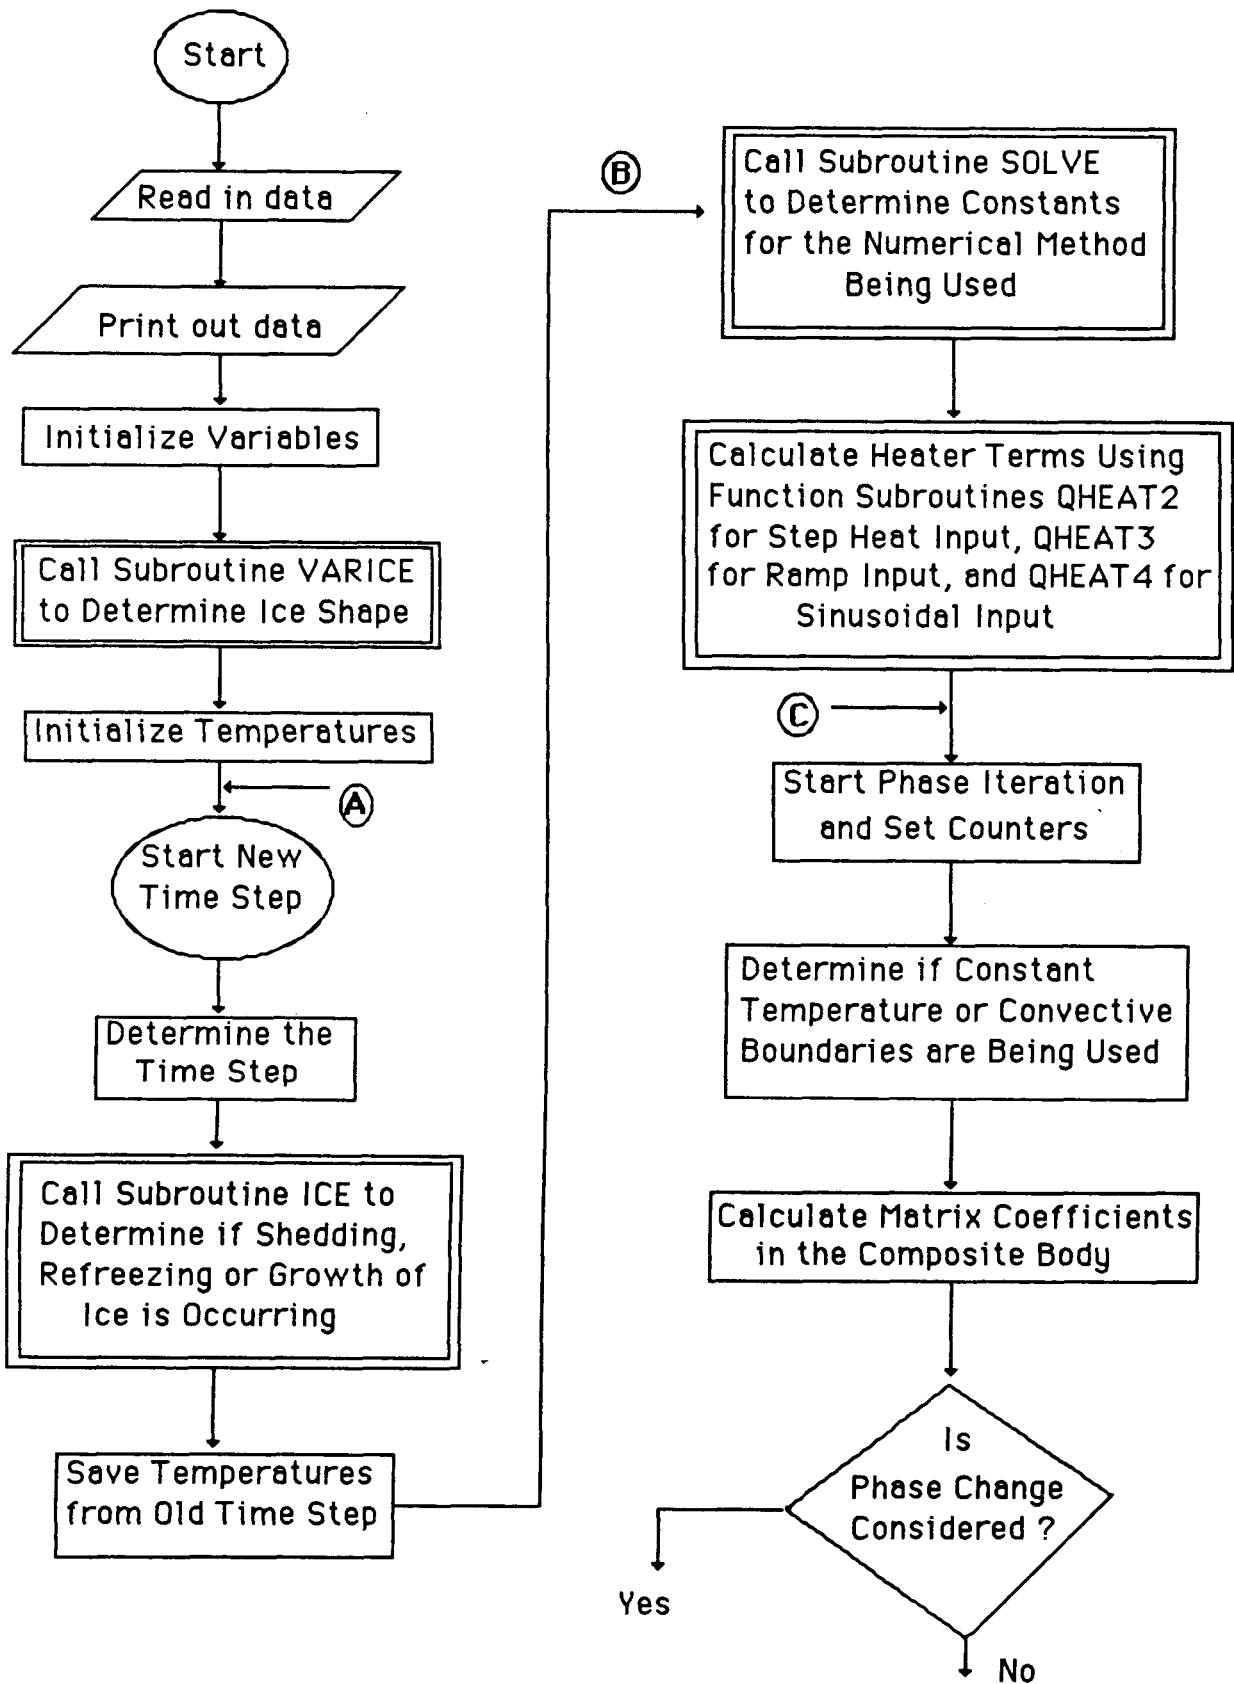 Start
Read in data
Print out data
Initialize Variables
Call Subroutine VARICE
to Determine Ice Shape
Initialize Temperatures
A
Start New
Time Step
Determine the
Time Step
Call Subroutine ICE to
Determine if Shedding,
Refreezing or Growth of
Ice is Occurring
Save Temperatures
from Old Time Step
B
Call Subroutine SOLVE
to Determine Constants
for the Numerical Method
Being Used
Calculate Heater Terms Using
Function Subroutines QHEAT2
for Step Heat Input, QHEAT3
for Ramp Input, and QHEAT4 for
Sinusoidal Input
C
Start Phase Iteration
and Set Counters
Determine if Constant
Temperature or Convective
Boundaries are Being Used
Calculate Matrix Coefficients
in the Composite Body
Is
Phase Change
Considered ?
Yes
No